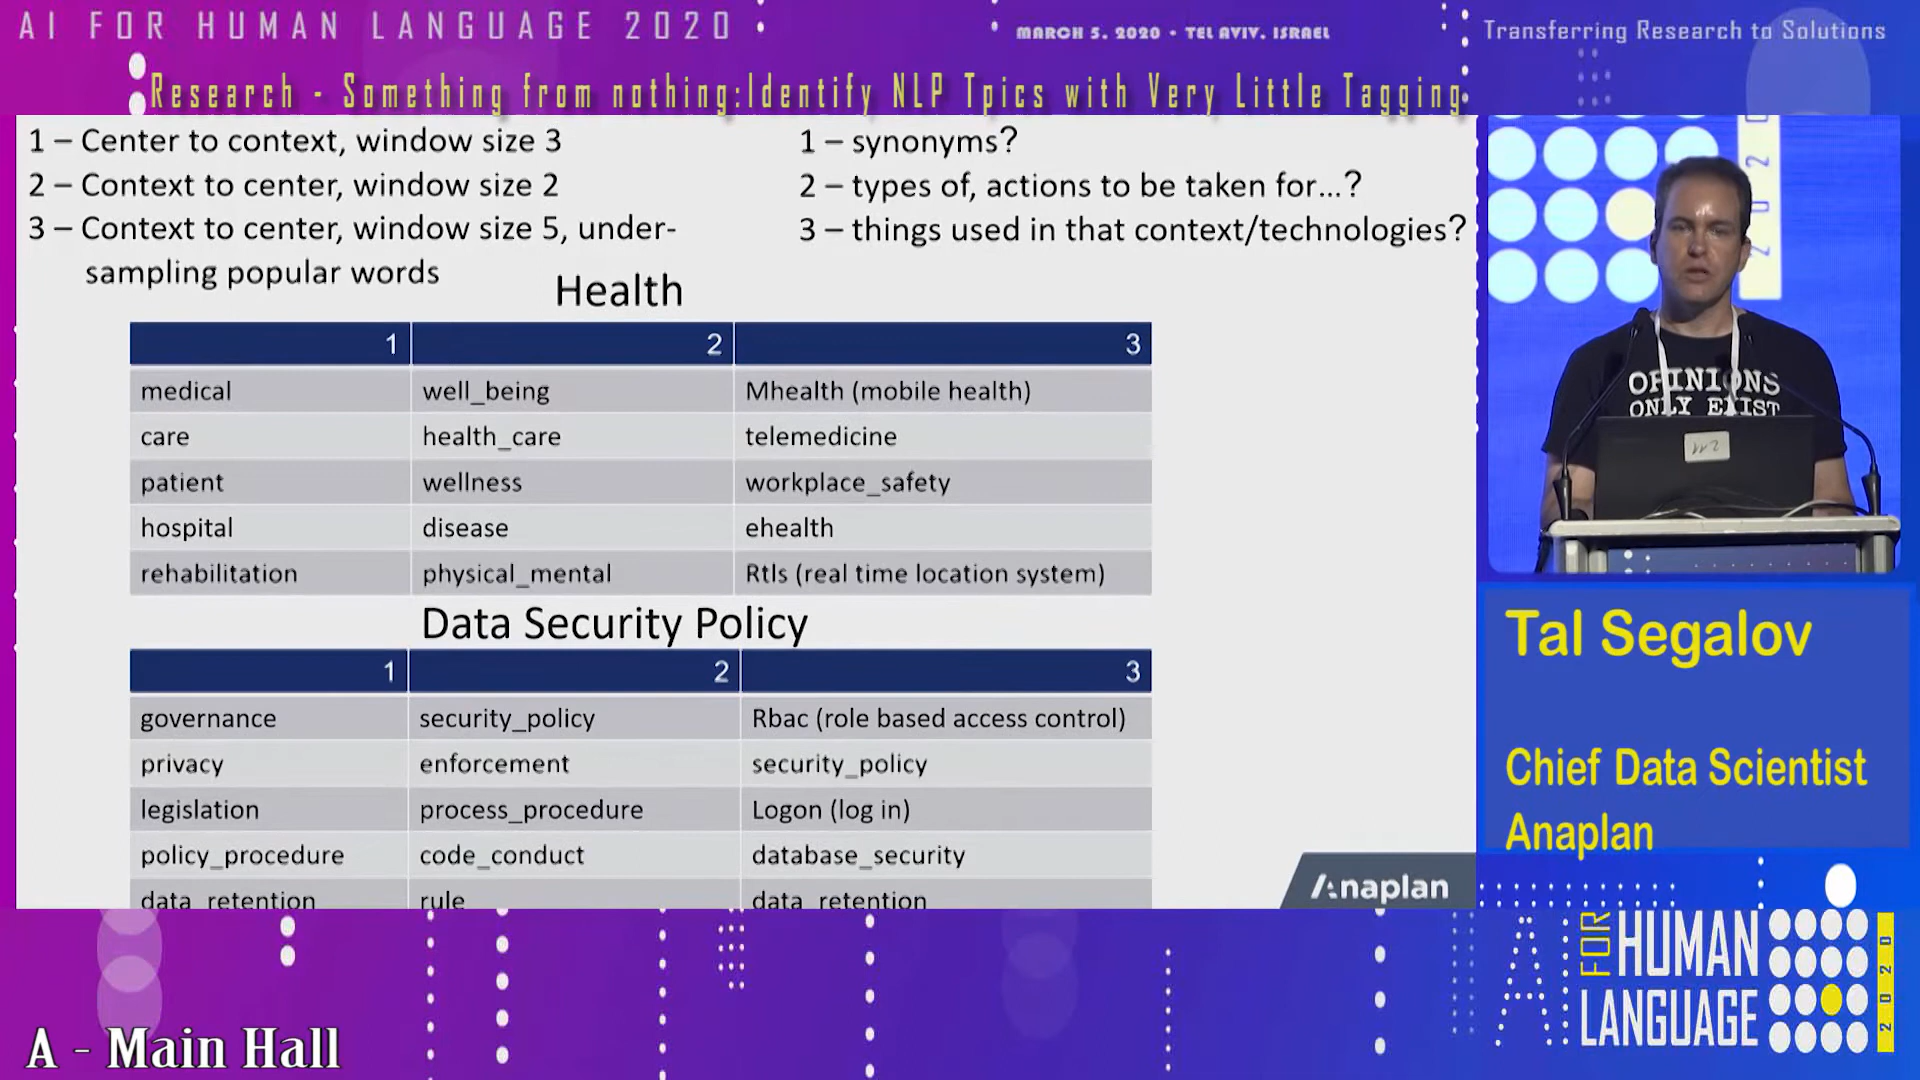 AI FOR HUMAN LANGUAGE 2020
MARCH 5. 2020 • TEL AVIV. ISRAEL
Transferring Research to Solutions
Research - Something from nothing:Identify NLP Tpics with Very Little Tagging
1 – Center to context, window size 3
2 – Context to center, window size 2
3 – Context to center, window size 5, under-
sampling popular words
1 – synonyms?
2 – types of, actions to be taken for...?
3 – things used in that context/technologies?
Health
1 2 3
medical well_being Mhealth (mobile health)
care health_care telemedicine
patient wellness workplace_safety
hospital disease ehealth
rehabilitation physical_mental Rtls (real time location system)
Data Security Policy
1 2 3
governance security_policy Rbac (role based access control)
privacy enforcement security_policy
legislation process_procedure Logon (log in)
policy_procedure code_conduct database_security
data_retention rule data_retention
Anaplan
2020
OPINIONS
ONLY EXIST
Tal Segalov
Chief Data Scientist
Anaplan
A - Main Hall
AI FOR HUMAN
LANGUAGE
2020